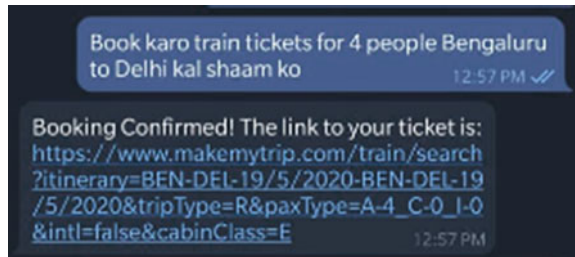 Book karo train tickets for 4 people Bengaluru
to Delhi kal shaam ko
12:57 PM
Booking Confirmed! The link to your ticket is:
https://www.makemytrip.com/train/search
?itinerary=BEN-DEL-19/5/2020-BEN-DEL-19
/5/2020&tripType=R&paxType=A-4_C-0_I-0
&intl=false&cabinClass=E
12:57 PM